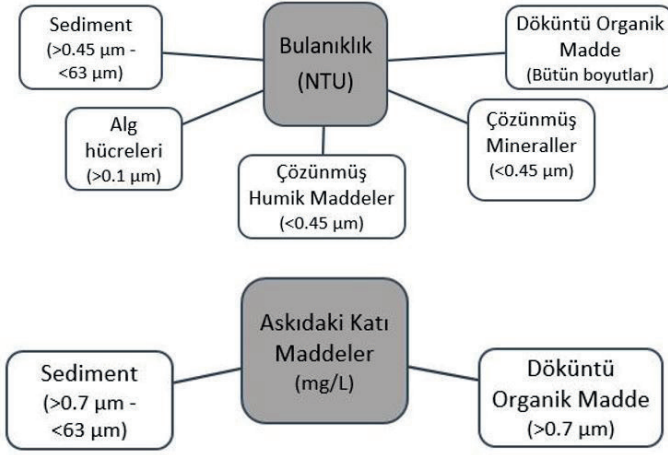 Sediment
(>0.45 µm -
<63 µm)
Bulanıklık
(NTU)
Döküntü Organik
Madde
(Bütün boyutlar)
Alg
hücreleri
(>0.1 µm)
Çözünmüş
Humik Maddeler
(<0.45 µm)
Çözünmüş
Mineraller
(<0.45 µm)
Askıdaki Katı
Maddeler
(mg/L)
Sediment
(>0.7 µm -
<63 µm)
Döküntü
Organik Madde
(>0.7 µm)